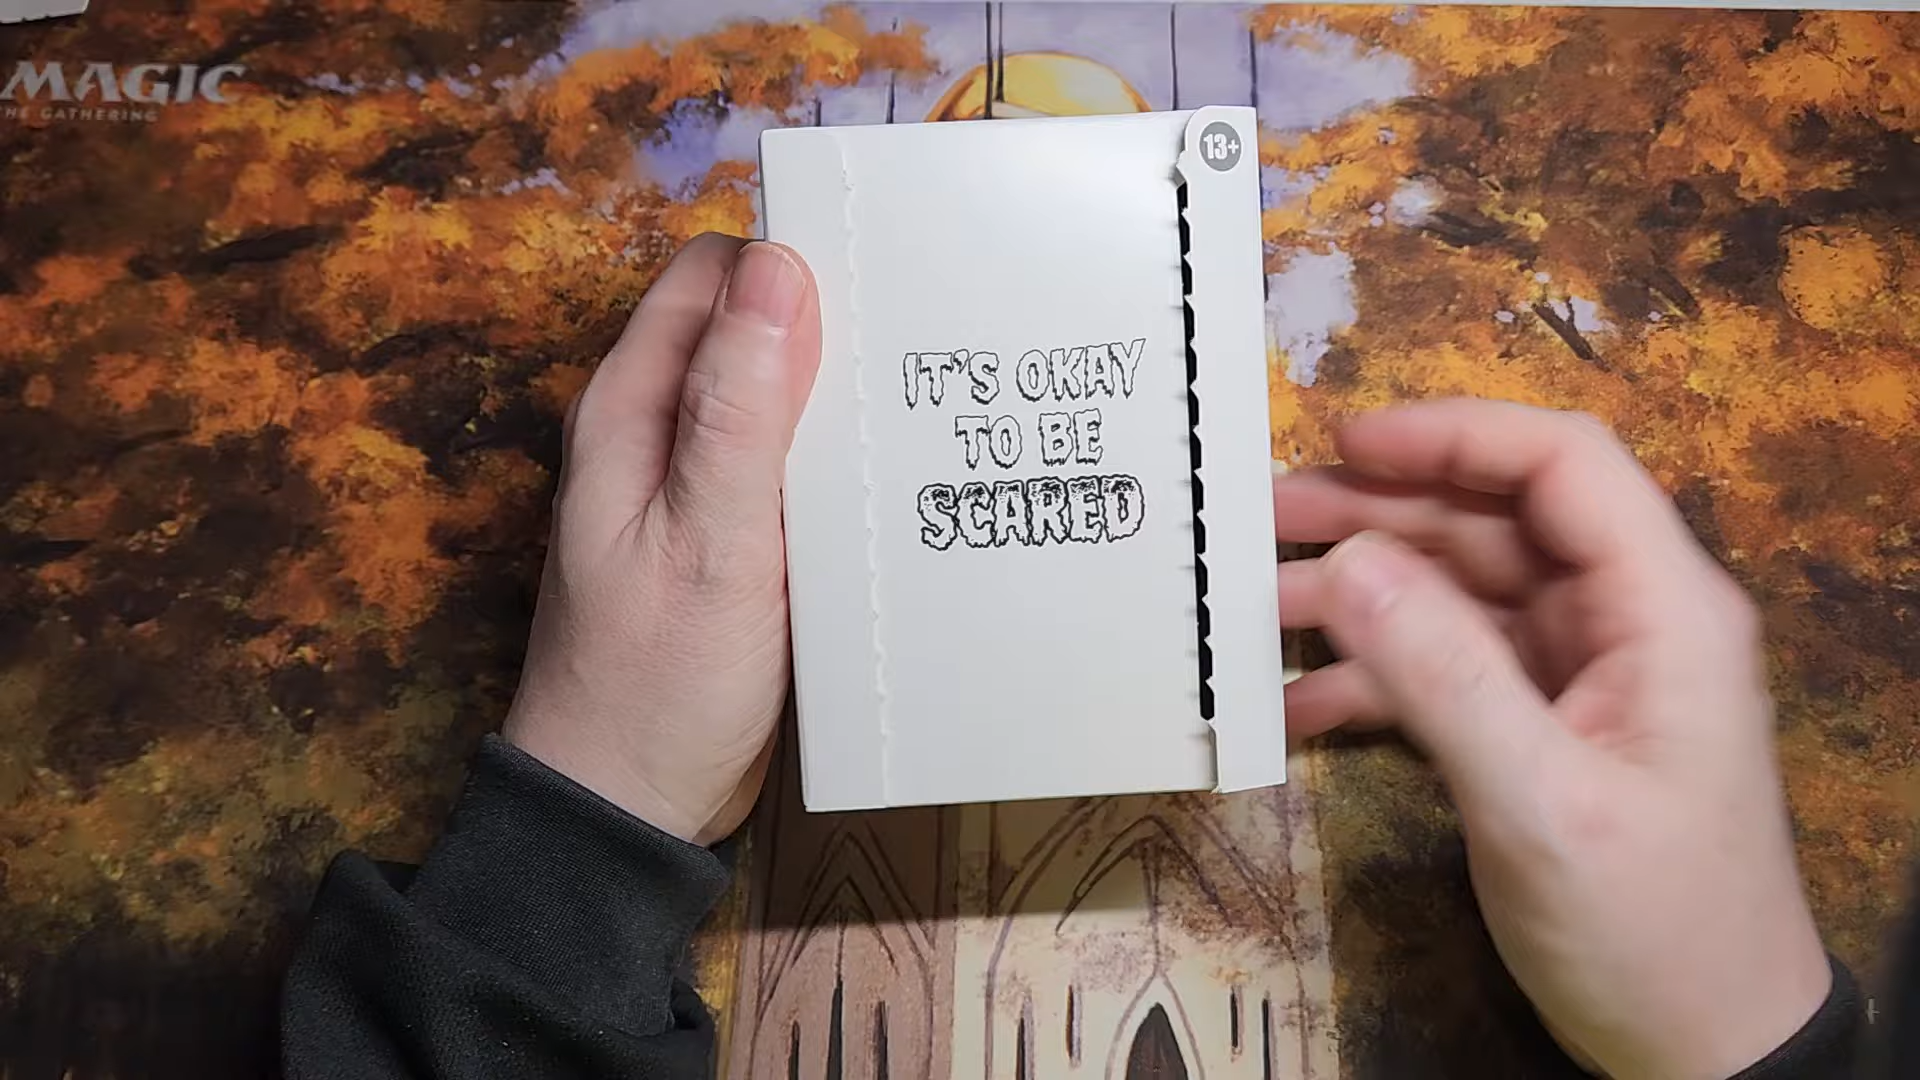 MAGIC
THE GATHERING
13+
IT'S OKAY
TO BE
SCARED